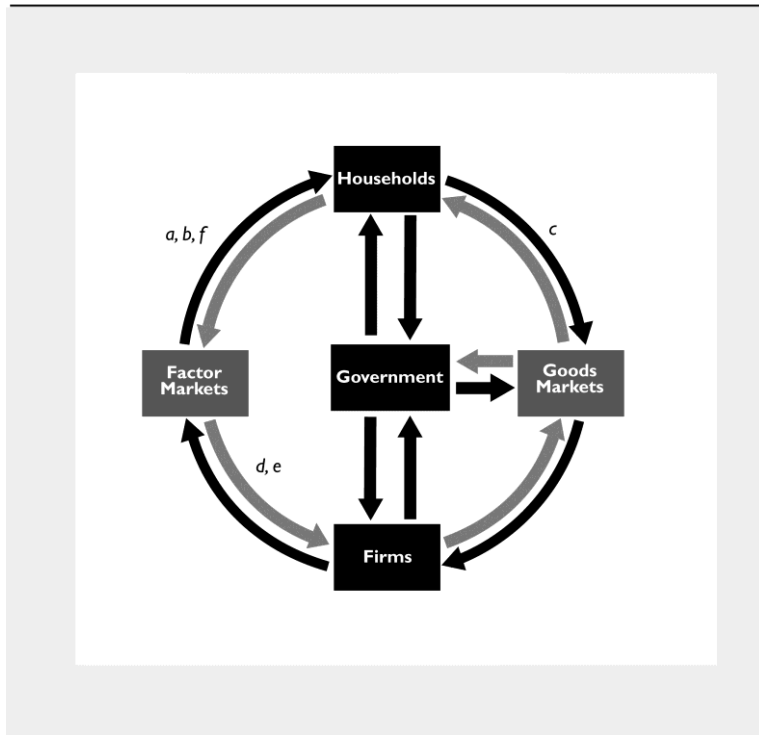 Households
a, b, f
c
Factor
Markets
Government
Goods
Markets
d, e
Firms